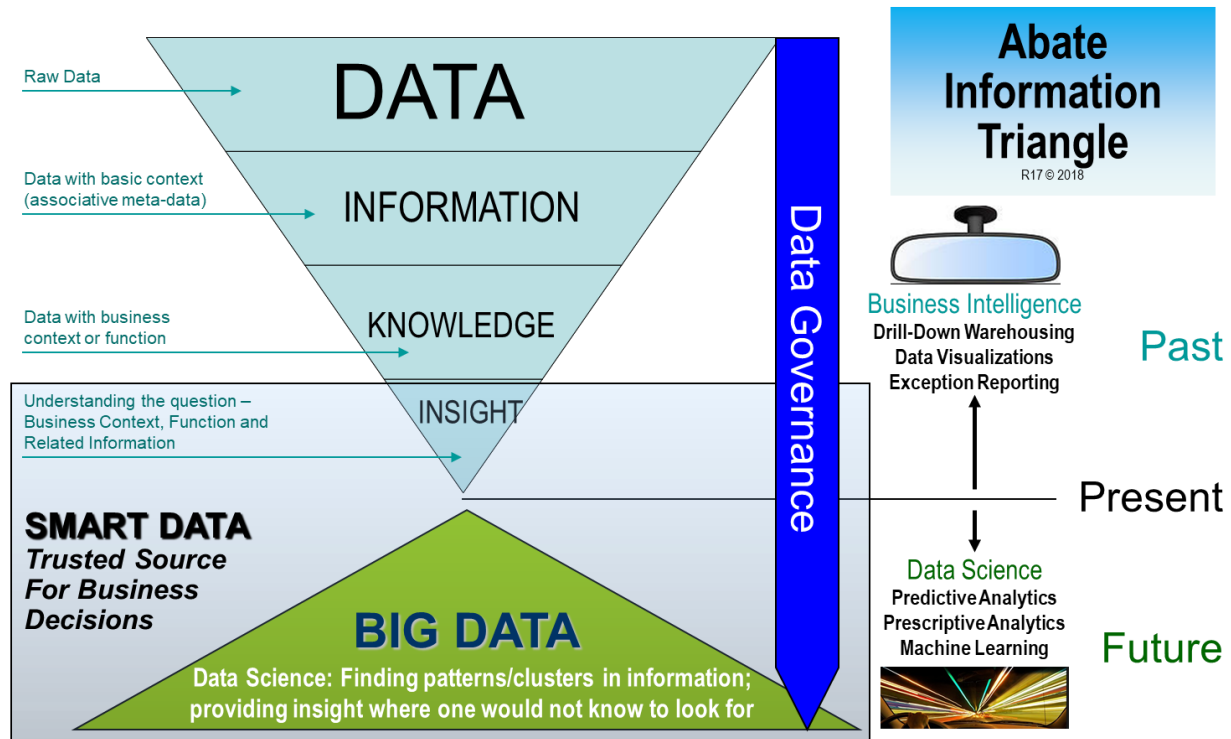 Raw Data
DATA
Data with basic context
(associative meta-data)
INFORMATION
Data with business
context or function
KNOWLEDGE
Understanding the question –
Business Context, Function and
Related Information
INSIGHT
SMART DATA
Trusted Source
For Business
Decisions
BIG DATA
Data Science: Finding patterns/clusters in information;
providing insight where one would not know to look for
Data Governance
Abate
Information
Triangle
R17 © 2018
Business Intelligence
Drill-Down Warehousing
Data Visualizations
Exception Reporting
Past
Present
Data Science
Predictive Analytics
Prescriptive Analytics
Machine Learning
Future